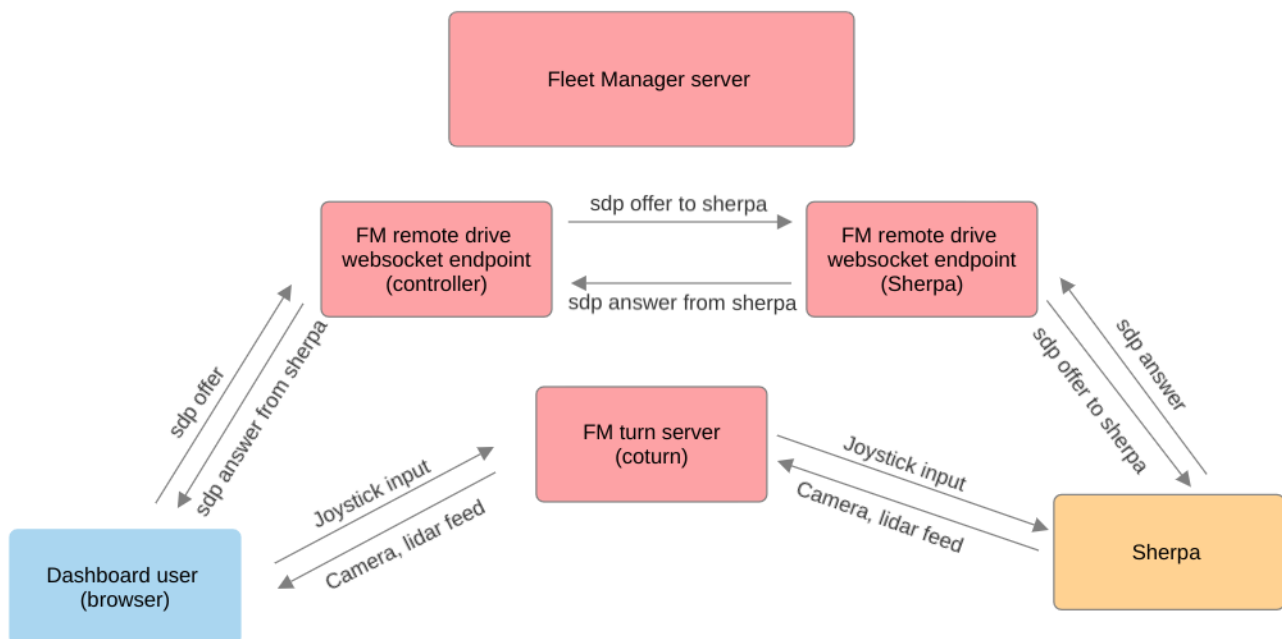 Fleet Manager server
sdp offer to sherpa
FM remote drive
websocket endpoint
(controller)
FM remote drive
websocket endpoint
(Sherpa)
sdp answer from sherpa
sdp offer
sdp answer from sherpa
sdp answer
sdp offer to sherpa
FM turn server
(coturn)
Joystick input
Camera, lidar feed
Joystick input
Camera, lidar feed
Dashboard user
(browser)
Sherpa